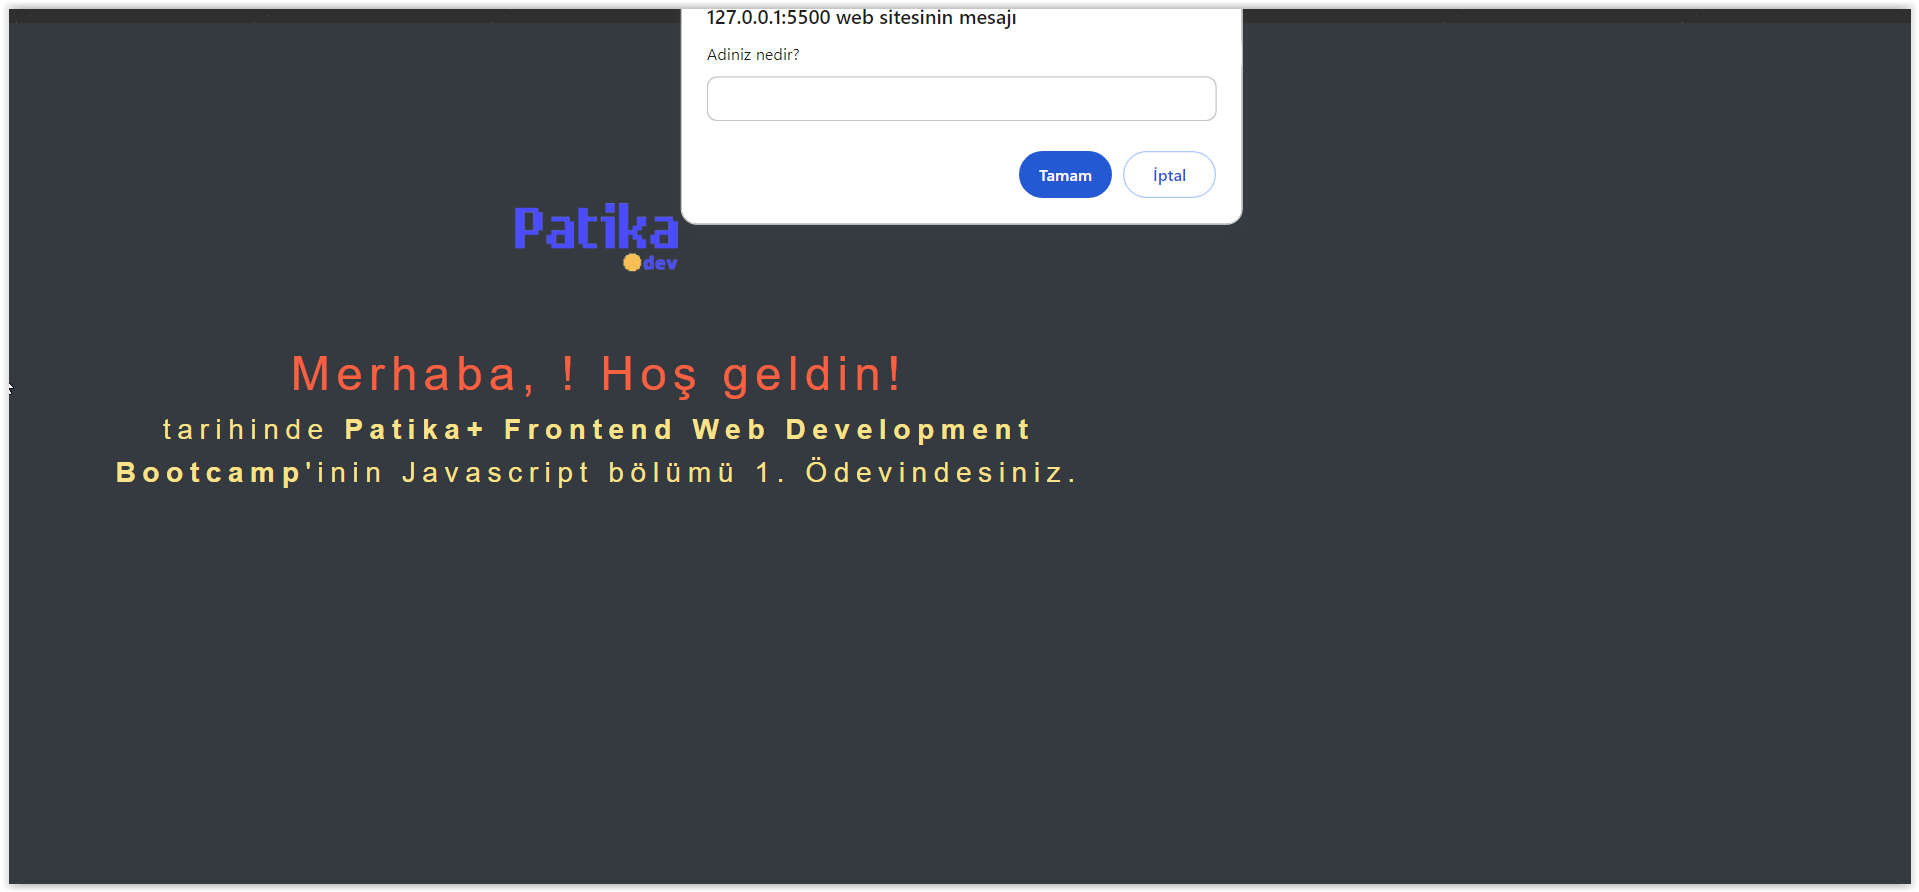 127.0.0.1:5500 web sitesinin mesajı
Adiniz nedir?
Tamam
İptal
Patika
dev
Merhaba, ! Hoş geldin!
tarihinde Patika+ Frontend Web Development
Bootcamp'inin Javascript bölümü 1. Ödevindesiniz.